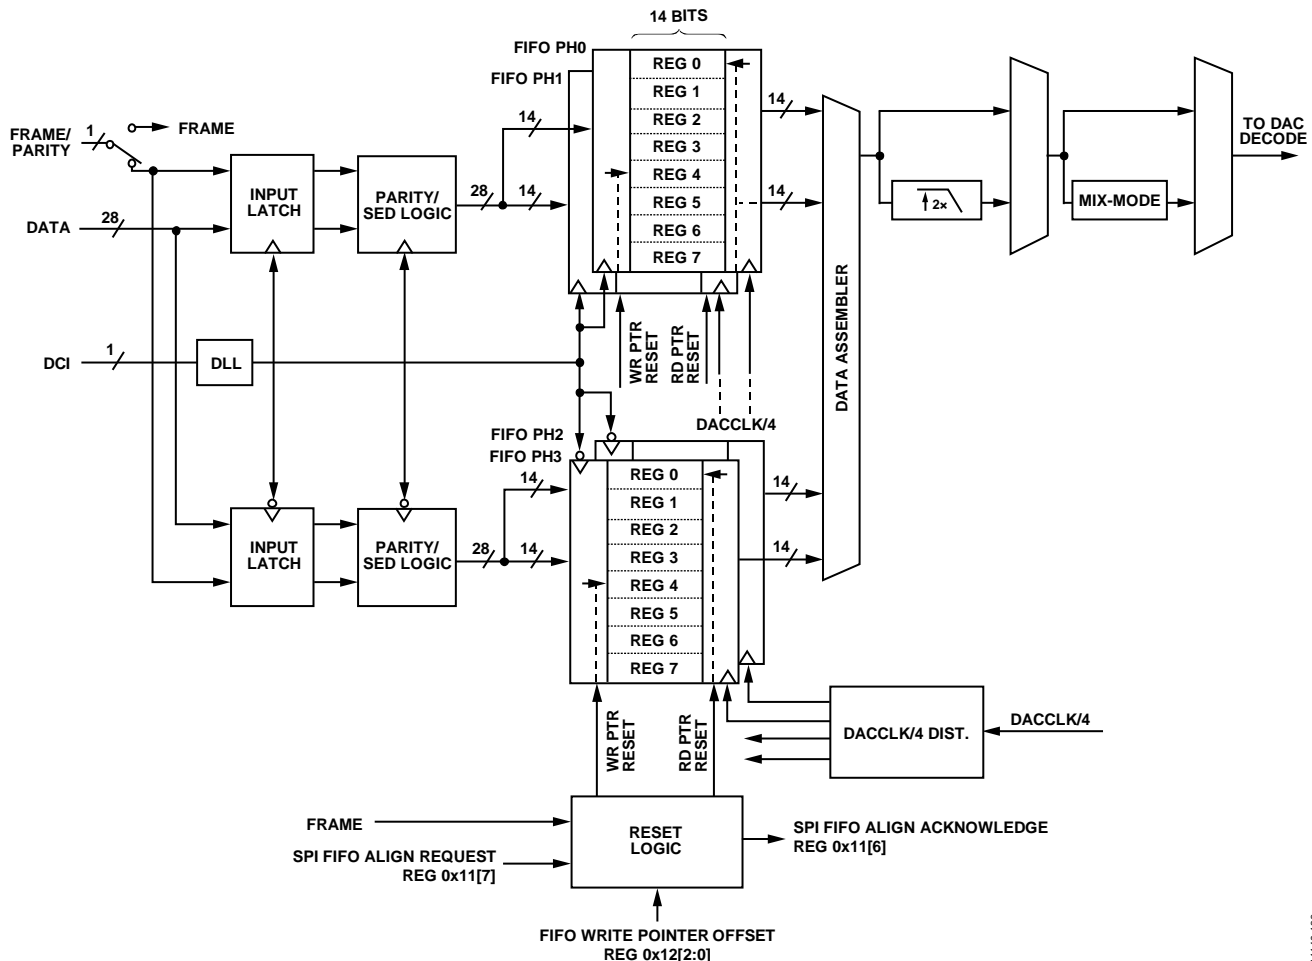 14 BITS
FIFO PH0
FIFO PH1
REG 0
REG 1
REG 2
REG 3
REG 4
REG 5
REG 6
REG 7
14
14
14
14
FRAME/
PARITY
1
FRAME
DATA
28
INPUT
LATCH
PARITY/
SED LOGIC
28
2×
MIX-MODE
TO DAC
DECODE
DCI
1
DLL
WR PTR
RESET
RD PTR
RESET
DACCLK/4
DATA ASSEMBLER
FIFO PH2
FIFO PH3
REG 0
REG 1
REG 2
REG 3
REG 4
REG 5
REG 6
REG 7
14
14
14
14
INPUT
LATCH
PARITY/
SED LOGIC
28
WR PTR
RESET
RD PTR
RESET
DACCLK/4 DIST.
DACCLK/4
FRAME
SPI FIFO ALIGN REQUEST
REG 0x11[7]
RESET
LOGIC
SPI FIFO ALIGN ACKNOWLEDGE
REG 0x11[6]
FIFO WRITE POINTER OFFSET
REG 0x12[2:0]